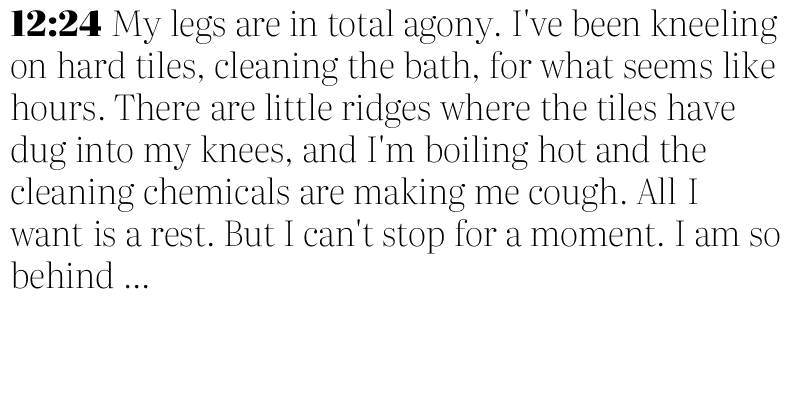 12:24 My legs are in total agony. I've been kneeling
on hard tiles, cleaning the bath, for what seems like
hours. There are little ridges where the tiles have
dug into my knees, and I'm boiling hot and the
cleaning chemicals are making me cough. All I
want is a rest. But I can't stop for a moment. I am so
behind ...